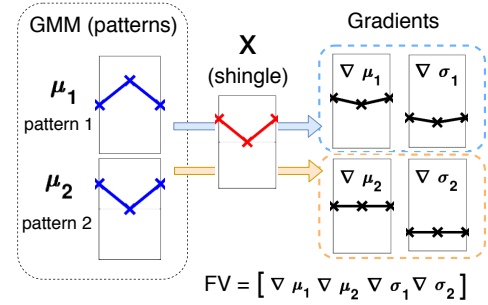 GMM (patterns)
μ₁
pattern 1
μ₂
pattern 2
X
(shingle)
Gradients
∇ μ₁
∇ σ₁
∇ μ₂
∇ σ₂
FV = [ ∇ μ₁ ∇ μ₂ ∇ σ₁ ∇ σ₂ ]